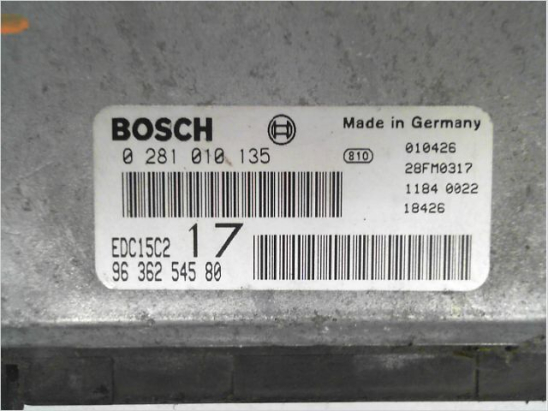 BOSCH
Made in Germany
0 281 010 135
810
010426
28FM0317
1184 0022
18426
EDC15C2 17
96 362 545 80